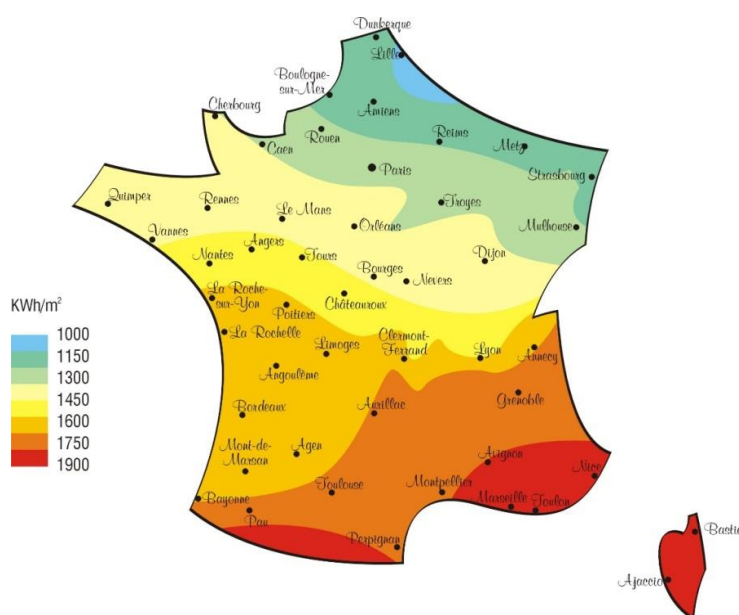 Dunkerque
Lille
Boulogne-
sur-Mer
Amiens
Cherbourg
Rouen
Reims
Caen
Metz
Paris
Strasbourg
Quimper
Rennes
Le Mans
Troyes
Orléans
Mulhouse
Vannes
Angers
Nantes
Tours
Dijon
Bourges
Nevers
La Roche-
sur-Yon
Châteauroux
Poitiers
KWh/m²
1000
1150
1300
1450
1600
1750
1900
La Rochelle
Limoges
Clermont-
Ferrand
Lyon
Annecy
Angoulême
Grenoble
Bordeaux
Aurillac
Mont-de-
Marsan
Agen
Avignon
Nice
Toulouse
Montpellier
Bayonne
Marseille
Toulon
Pau
Perpignan
Bastia
Ajaccio